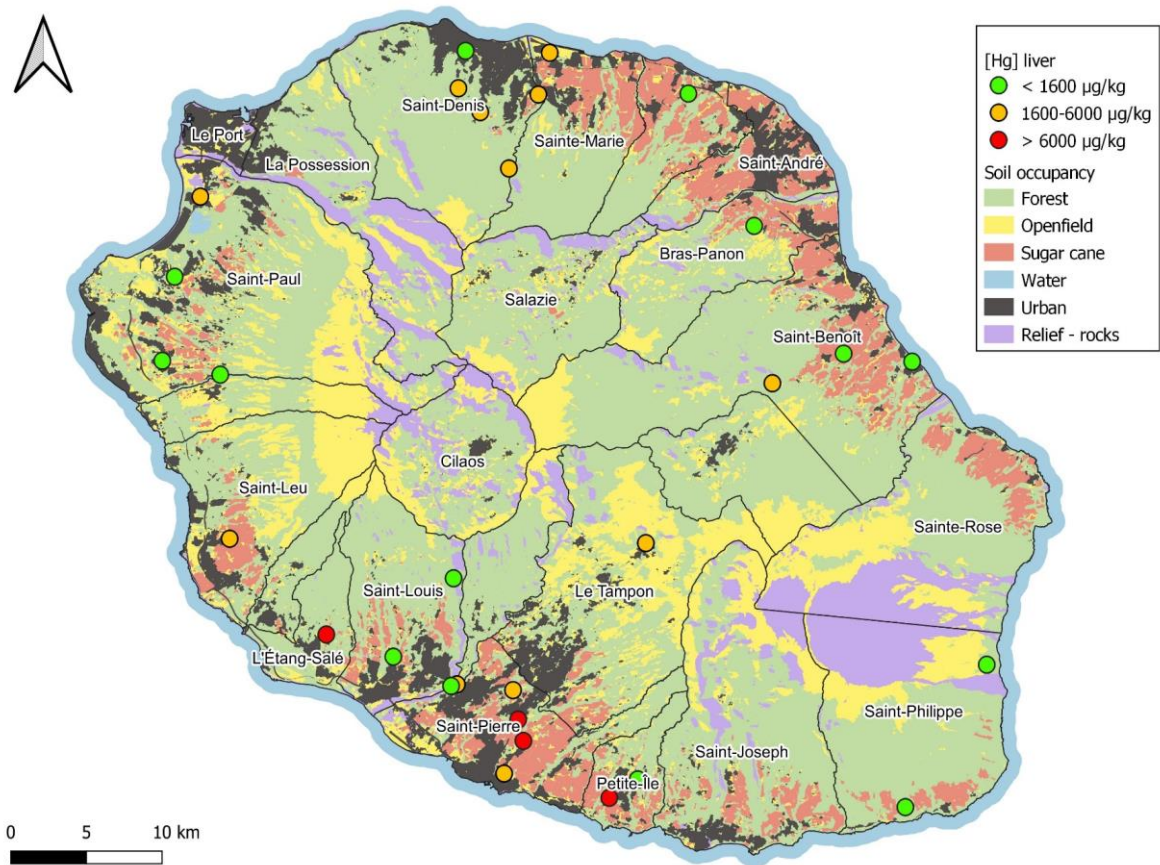 [Hg] liver
< 1600 µg/kg
1600-6000 µg/kg
> 6000 µg/kg
Soil occupancy
Forest
Openfield
Sugar cane
Water
Urban
Relief - rocks
Saint-Denis
Le Port
Sainte-Marie
La Possession
Saint-André
Bras-Panon
Saint-Paul
Salazie
Saint-Benoît
Cilaos
Saint-Leu
Sainte-Rose
Saint-Louis
Le Tampon
L'Étang-Salé
Saint-Philippe
Saint-Pierre
Saint-Joseph
Petite-Île
0 5 10 km